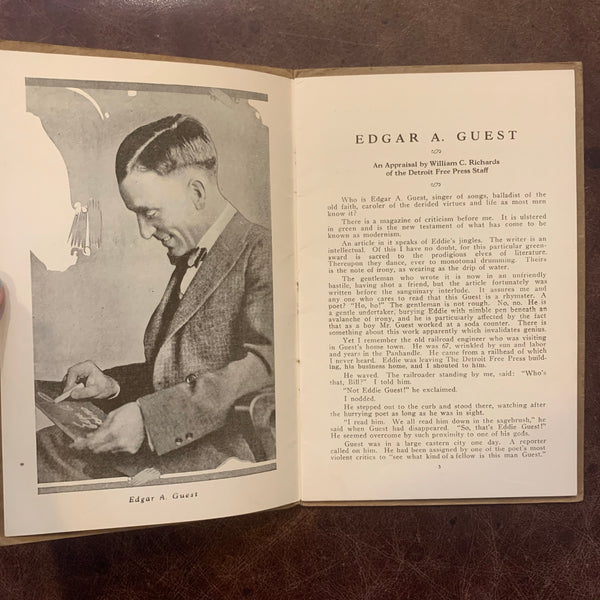 Edgar A. Guest
EDGAR A. GUEST
An Appraisal by William C. Richards
of the Detroit Free Press Staff
Who is Edgar A. Guest, singer of songs, balladist of the
old faith, caroler of the derided virtues and life as most men
know it?
There is a magazine of criticism before me. It is ulstered
in green and is the new testament of what has come to be
known as modernism.
An article in it speaks of Eddie's jingles. The writer is an
intellectual. Of this I have no doubt, for this particular green-
sward is sacred to the prodigious elves of literature.
Thereupon they dance, ever to monotonal drumming. Theirs
is the note of irony, as wearing as the drip of water.
The gentleman who wrote it is now in an unfriendly
bastile, having shot a friend, but the article fortunately was
written before the sanguinary interlude. It assures me and
any one who cares to read that this Guest is a rhymster. A
poet? "Ho, hu!" The gentleman is not rough. No, no. He is
a gentle undertaker, burying Eddie with nimble pen beneath an
avalanche of irony, and he is particularly affected by the fact
that as a boy Mr. Guest worked at a soda counter. There is
something about this work apparently which invalidates genius.
Yet I remember the old railroad engineer who was visiting
in Guest's home town. He was 67, wrinkled by sun and labor
and years in the Panhandle. He came from a railhead of which
I never heard. Eddie was leaving The Detroit Free Press build-
ing, his business home, and I shouted to him.
He waved. The railroader standing by me, said: "Who's
that, Bill?" I told him.
"Not Eddie Guest!" he exclaimed.
I nodded.
He stepped out to the curb and stood there, watching after
the hurrying poet as long as he was in sight.
"I read him. We all read him down in the sagebrush," he
said when Guest had disappeared. "So, that's Eddie Guest!"
He seemed overcome by such proximity to one of his gods.
Guest was in a large eastern city one day. A reporter
called on him. He had been assigned by one of the poet's most
violent critics to "see what kind of a fellow is this man Guest."
3